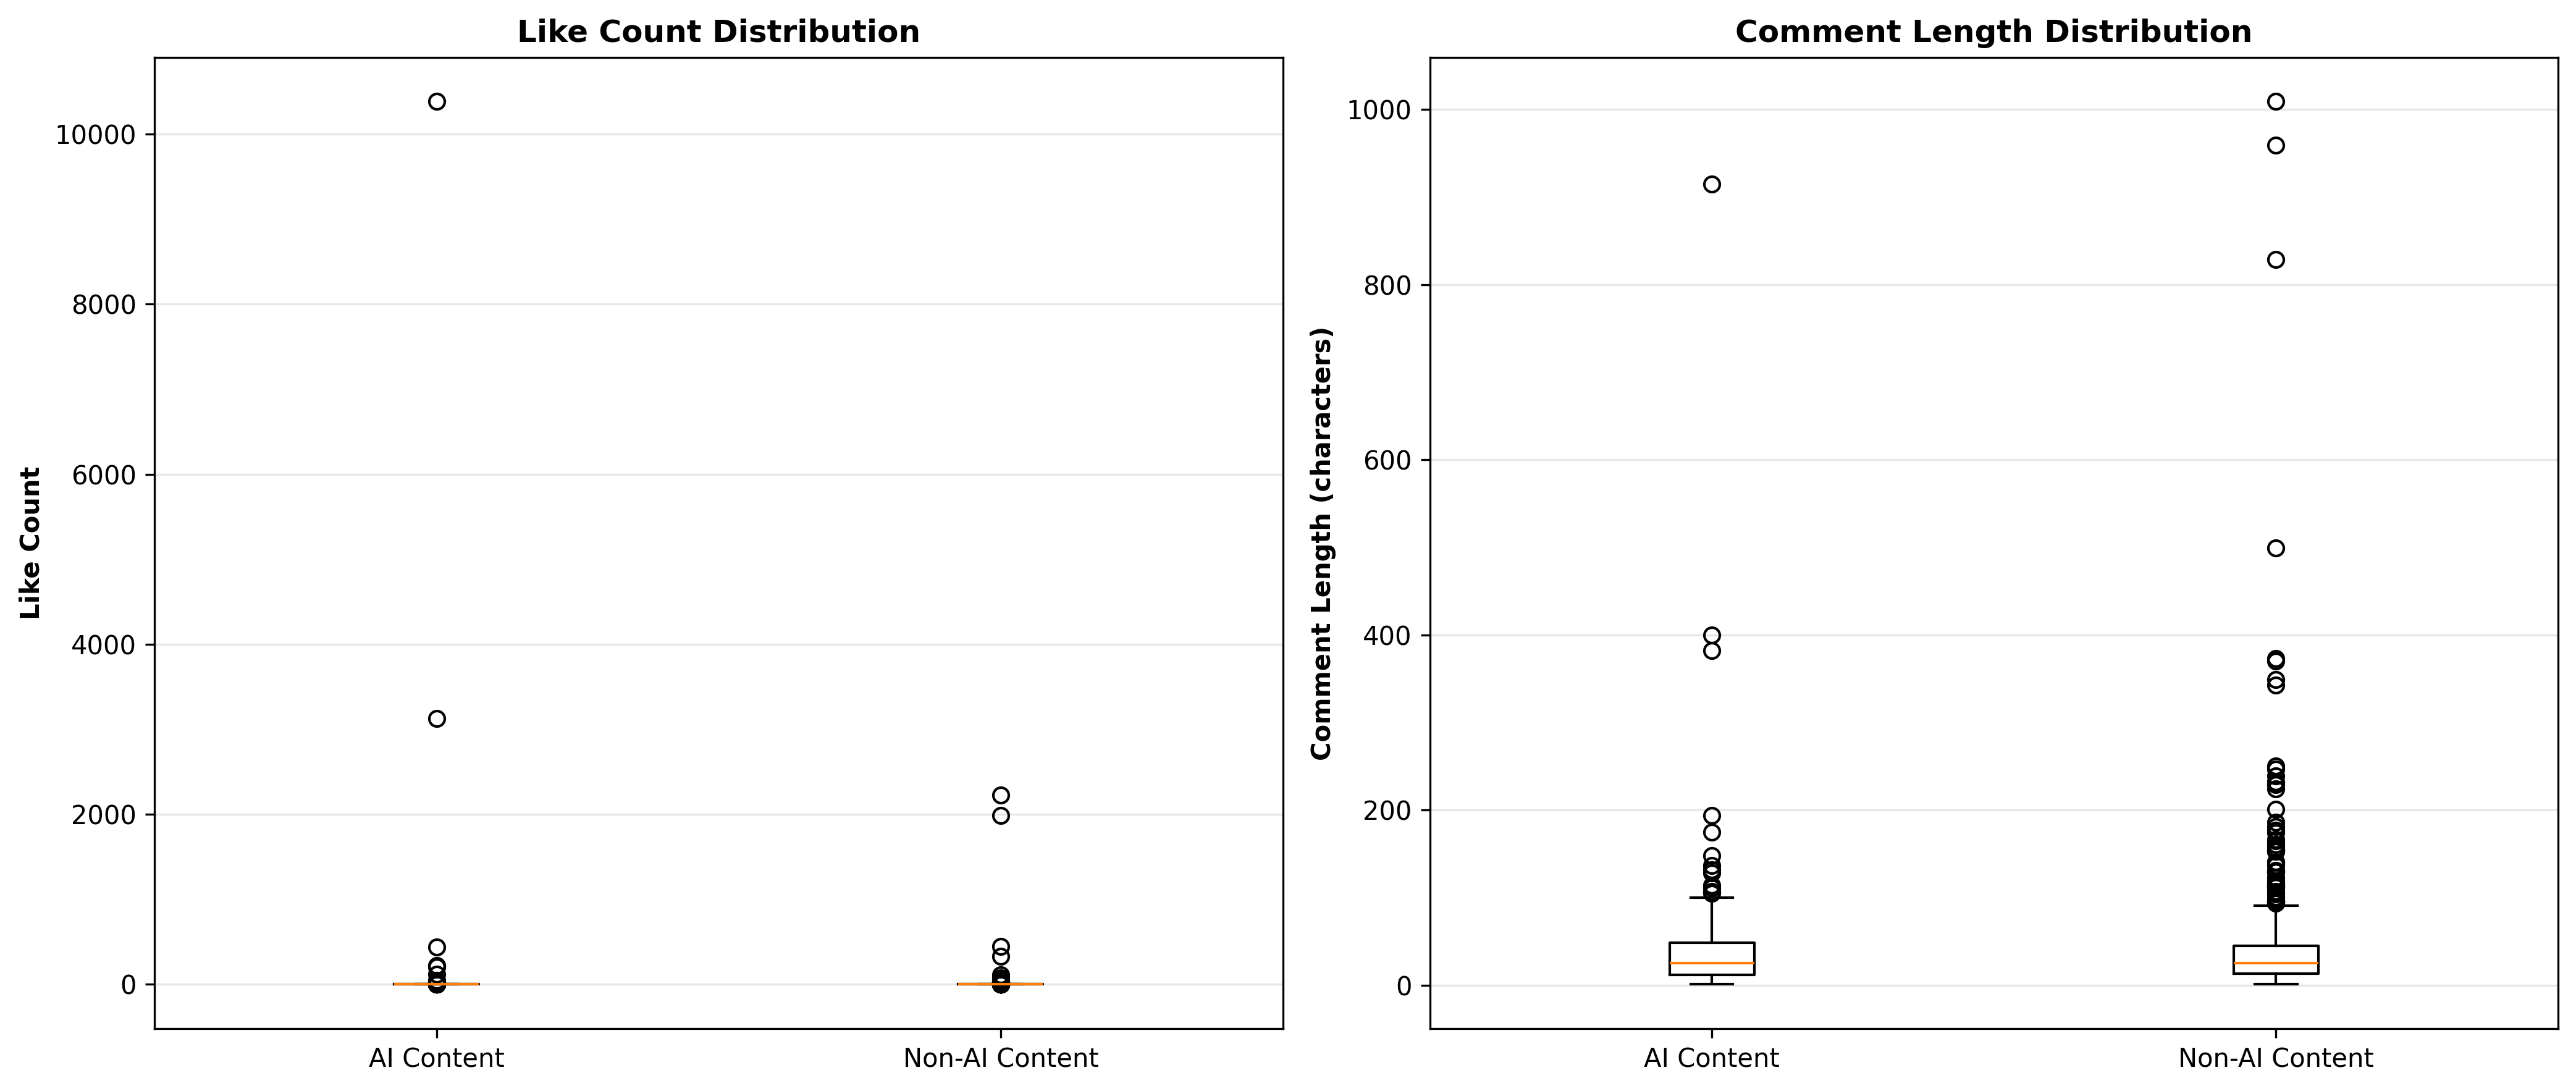 Like Count Distribution
Like Count
10000
8000
6000
4000
2000
0
AI Content
Non-AI Content
Comment Length Distribution
Comment Length (characters)
1000
800
600
400
200
0
AI Content
Non-AI Content